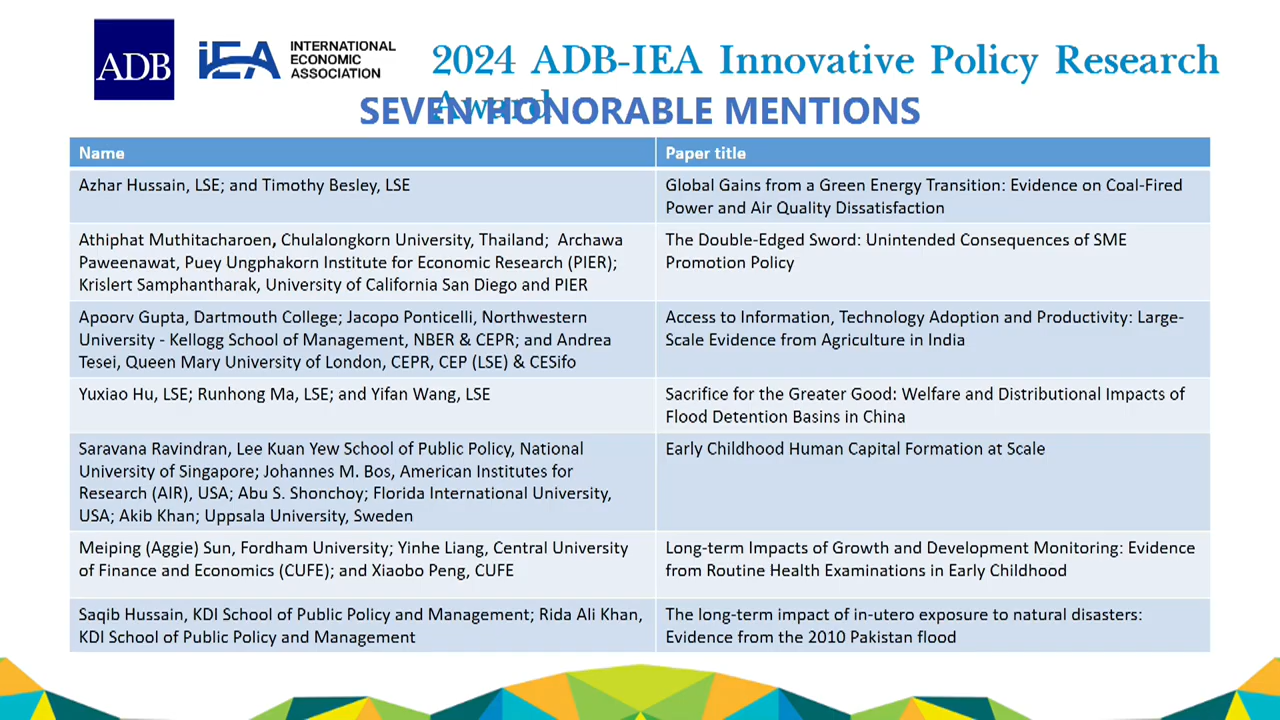 ADB
iEA
INTERNATIONAL
ECONOMIC
ASSOCIATION
2024 ADB-IEA Innovative Policy Research
Award
SEVEN HONORABLE MENTIONS
Name
Paper title
Azhar Hussain, LSE; and Timothy Besley, LSE
Global Gains from a Green Energy Transition: Evidence on Coal-Fired
Power and Air Quality Dissatisfaction
Athiphat Muthitacharoen, Chulalongkorn University, Thailand; Archawa
Paweenawat, Puey Ungphakorn Institute for Economic Research (PIER);
Krislert Samphantharak, University of California San Diego and PIER
The Double-Edged Sword: Unintended Consequences of SME
Promotion Policy
Apoorv Gupta, Dartmouth College; Jacopo Ponticelli, Northwestern
University - Kellogg School of Management, NBER & CEPR; and Andrea
Tesei, Queen Mary University of London, CEPR, CEP (LSE) & CESifo
Access to Information, Technology Adoption and Productivity: Large-
Scale Evidence from Agriculture in India
Yuxiao Hu, LSE; Runhong Ma, LSE; and Yifan Wang, LSE
Sacrifice for the Greater Good: Welfare and Distributional Impacts of
Flood Detention Basins in China
Saravana Ravindran, Lee Kuan Yew School of Public Policy, National
University of Singapore; Johannes M. Bos, American Institutes for
Research (AIR), USA; Abu S. Shonchoy; Florida International University,
USA; Akib Khan; Uppsala University, Sweden
Early Childhood Human Capital Formation at Scale
Meiping (Aggie) Sun, Fordham University; Yinhe Liang, Central University
of Finance and Economics (CUFE); and Xiaobo Peng, CUFE
Long-term Impacts of Growth and Development Monitoring: Evidence
from Routine Health Examinations in Early Childhood
Saqib Hussain, KDI School of Public Policy and Management; Rida Ali Khan,
KDI School of Public Policy and Management
The long-term impact of in-utero exposure to natural disasters:
Evidence from the 2010 Pakistan flood